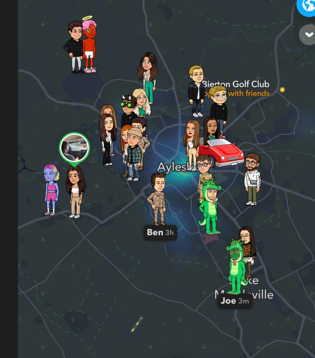 Bierton Golf Club
with friends
Ayles
Ben 3h
ke
M
ville
Joe 3m